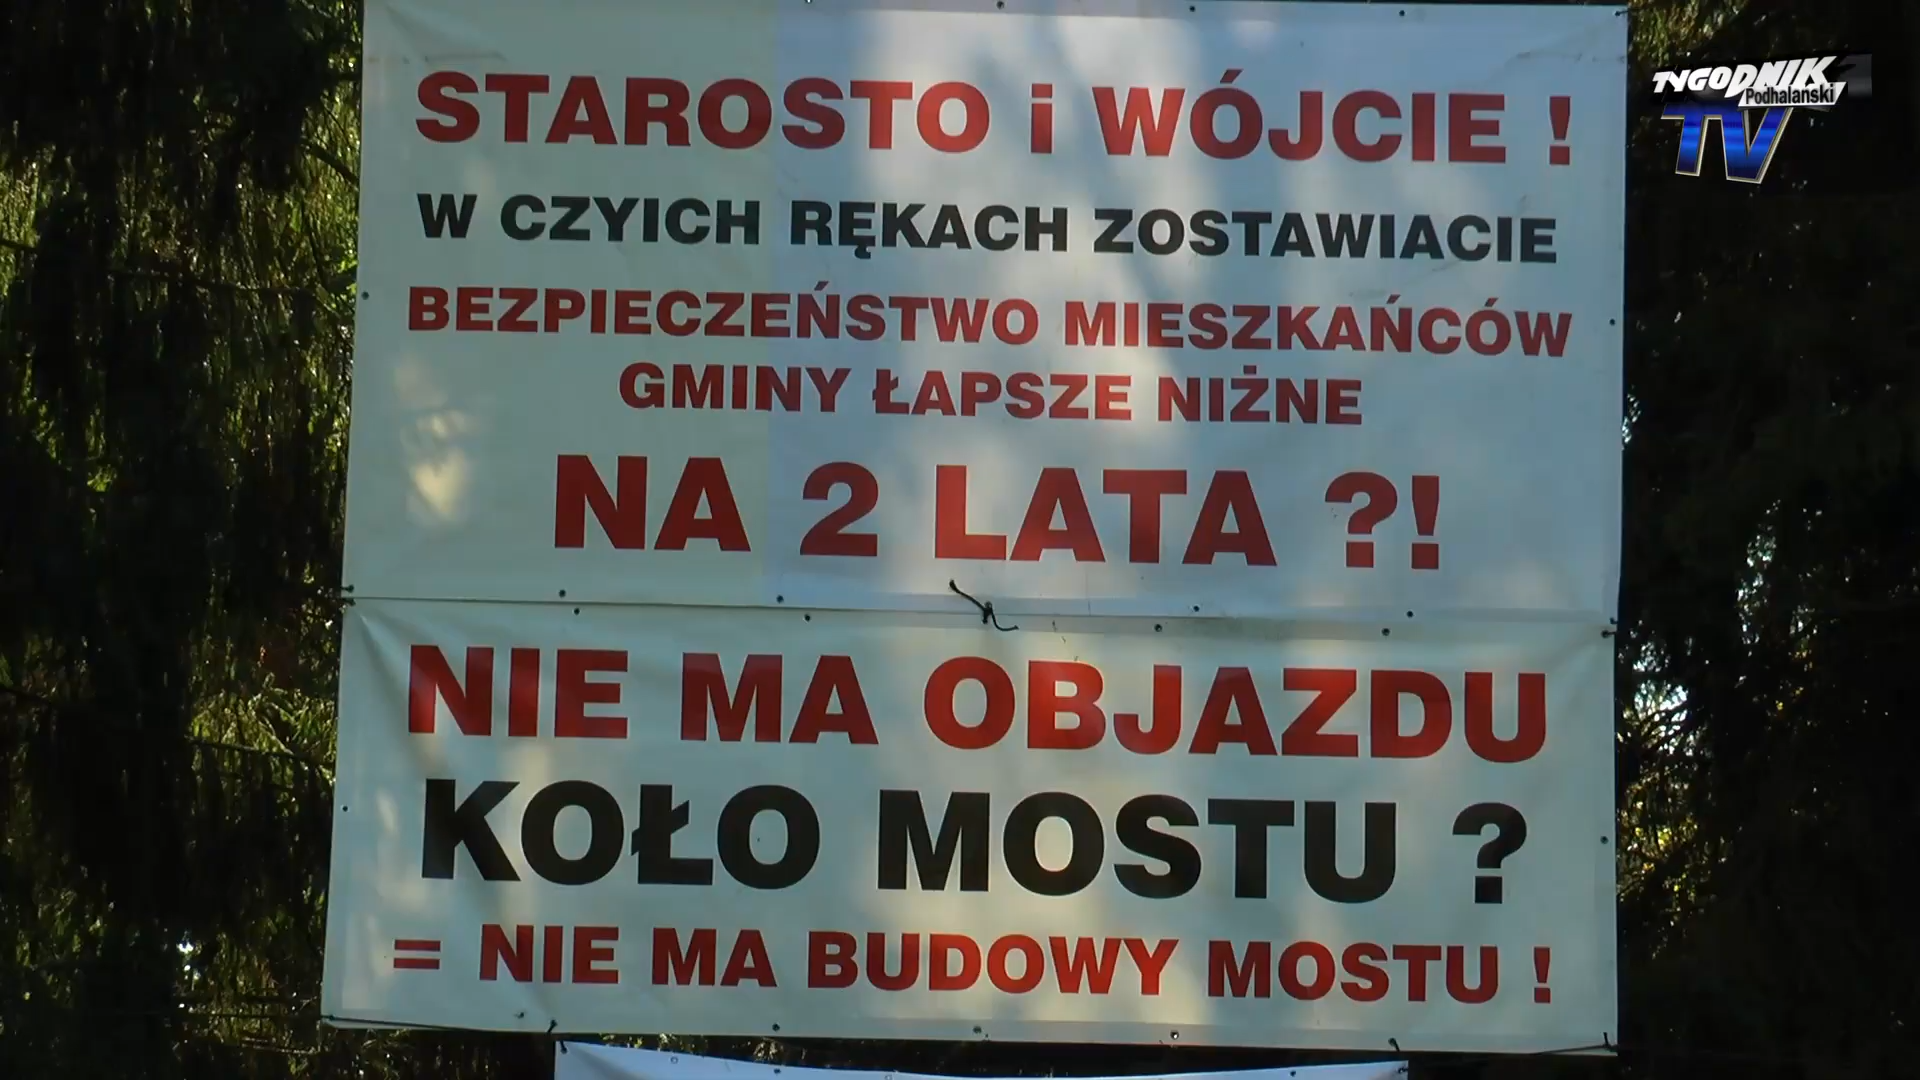 STAROSTO i WÓJCIE !
W CZYICH RĘKACH ZOSTAWIACIE
BEZPIECZEŃSTWO MIESZKAŃCÓW
GMINY ŁAPSZE NIŻNE
NA 2 LATA ?!
NIE MA OBJAZDU
KOŁO MOSTU ?
= NIE MA BUDOWY MOSTU !
TYGODNIK
Podhalański
TV